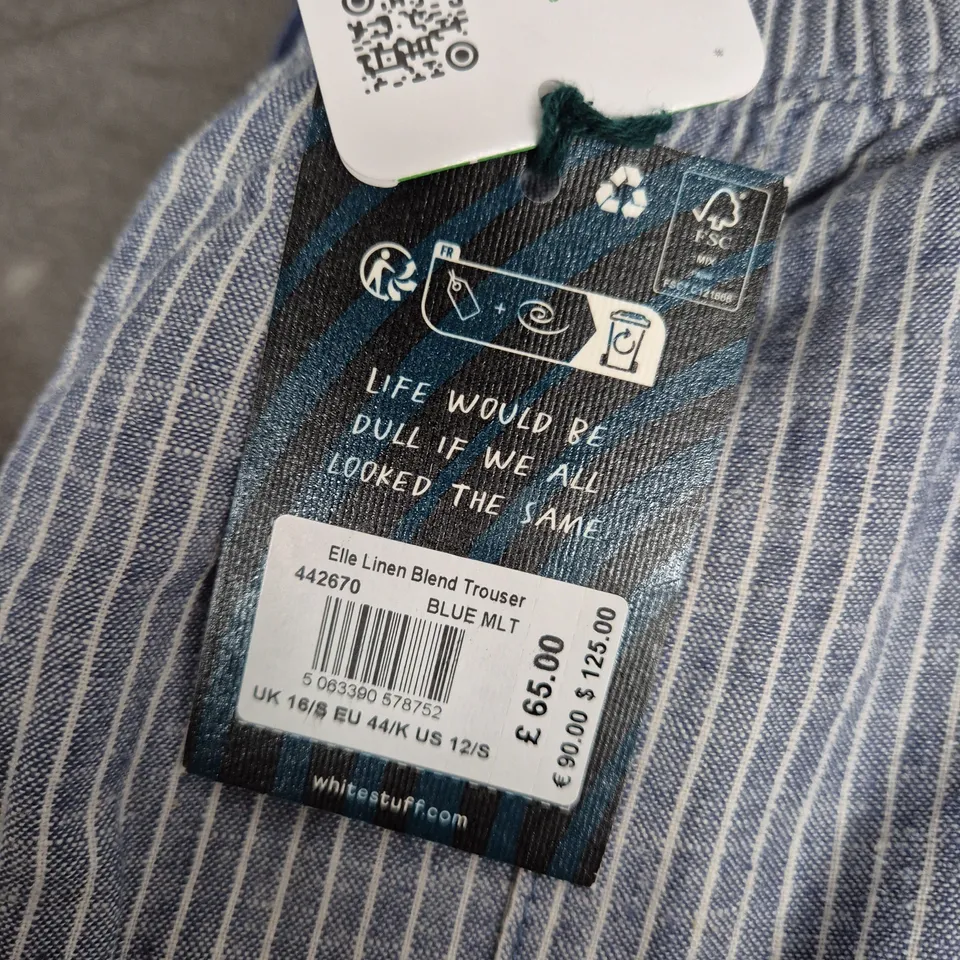 FSC
MIX
FR
+
LIFE WOULD BE
DULL IF WE ALL
LOOKED THE SAME
Elle Linen Blend Trouser
442670
BLUE MLT
5 063390 578752
UK 16/S EU 44/K US 12/S
£ 65.00
€ 90.00 $ 125.00
whitestuff.com